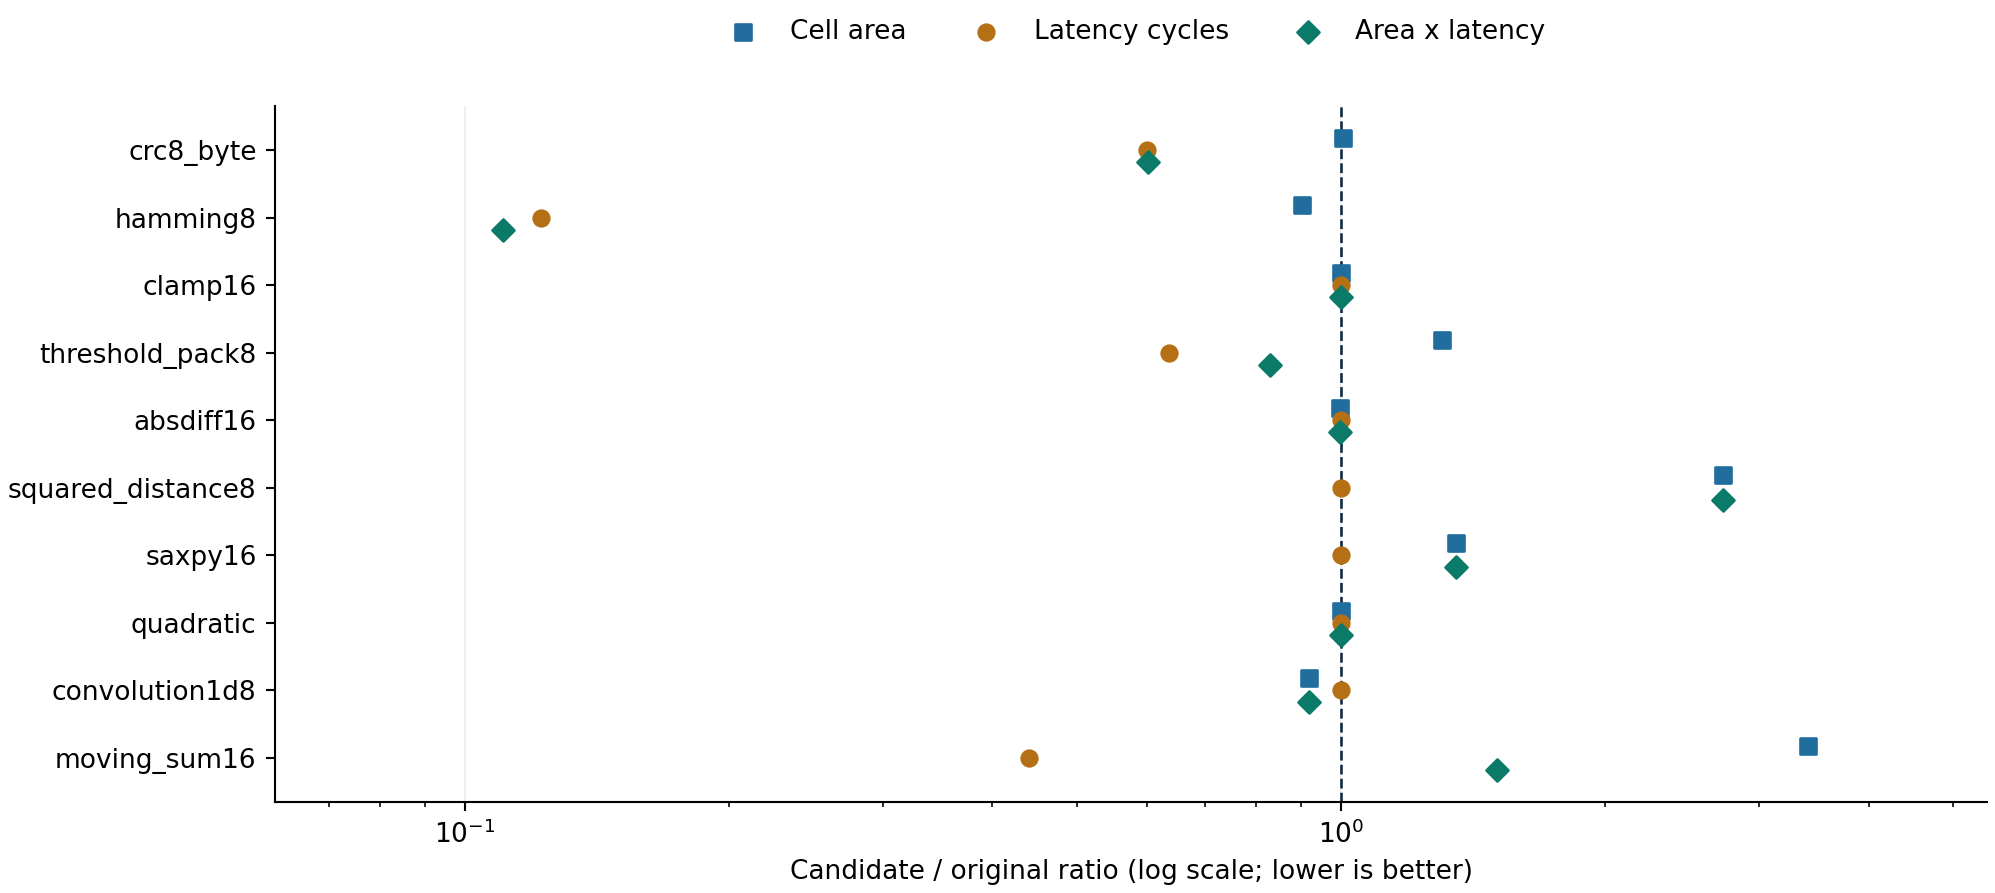 Cell area
Latency cycles
Area x latency
crc8_byte
hamming8
clamp16
threshold_pack8
absdiff16
squared_distance8
saxpy16
quadratic
convolution1d8
moving_sum16
10⁻¹
10⁰
Candidate / original ratio (log scale; lower is better)